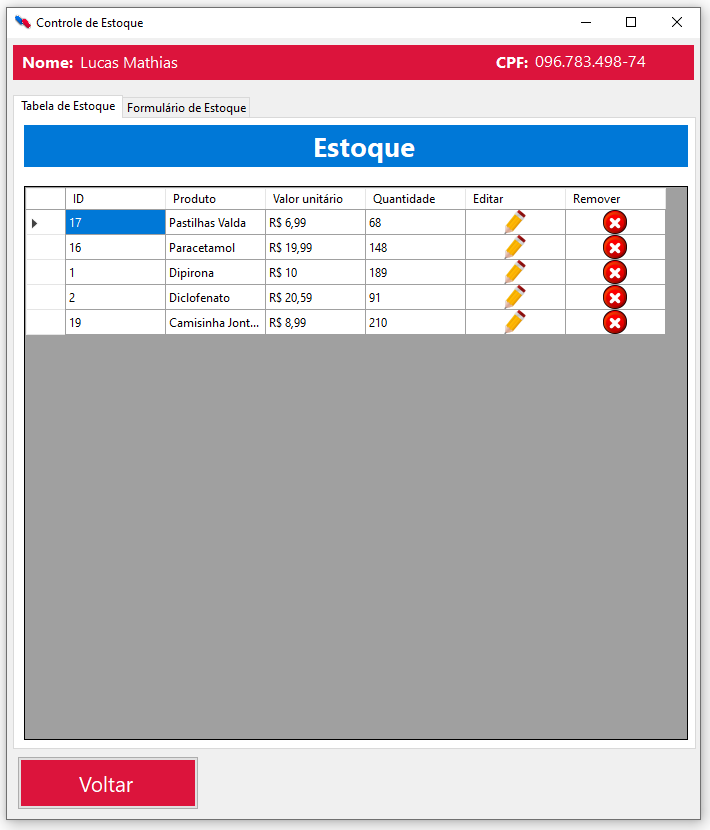 Controle de Estoque
Nome: Lucas Mathias CPF: 096.783.498-74
Tabela de Estoque Formulário de Estoque
Estoque
ID Produto Valor unitário Quantidade Editar Remover
17 Pastilhas Valda R$ 6,99 68
16 Paracetamol R$ 19,99 148
1 Dipirona R$ 10 189
2 Diclofenato R$ 20,59 91
19 Camisinha Jont... R$ 8,99 210
Voltar